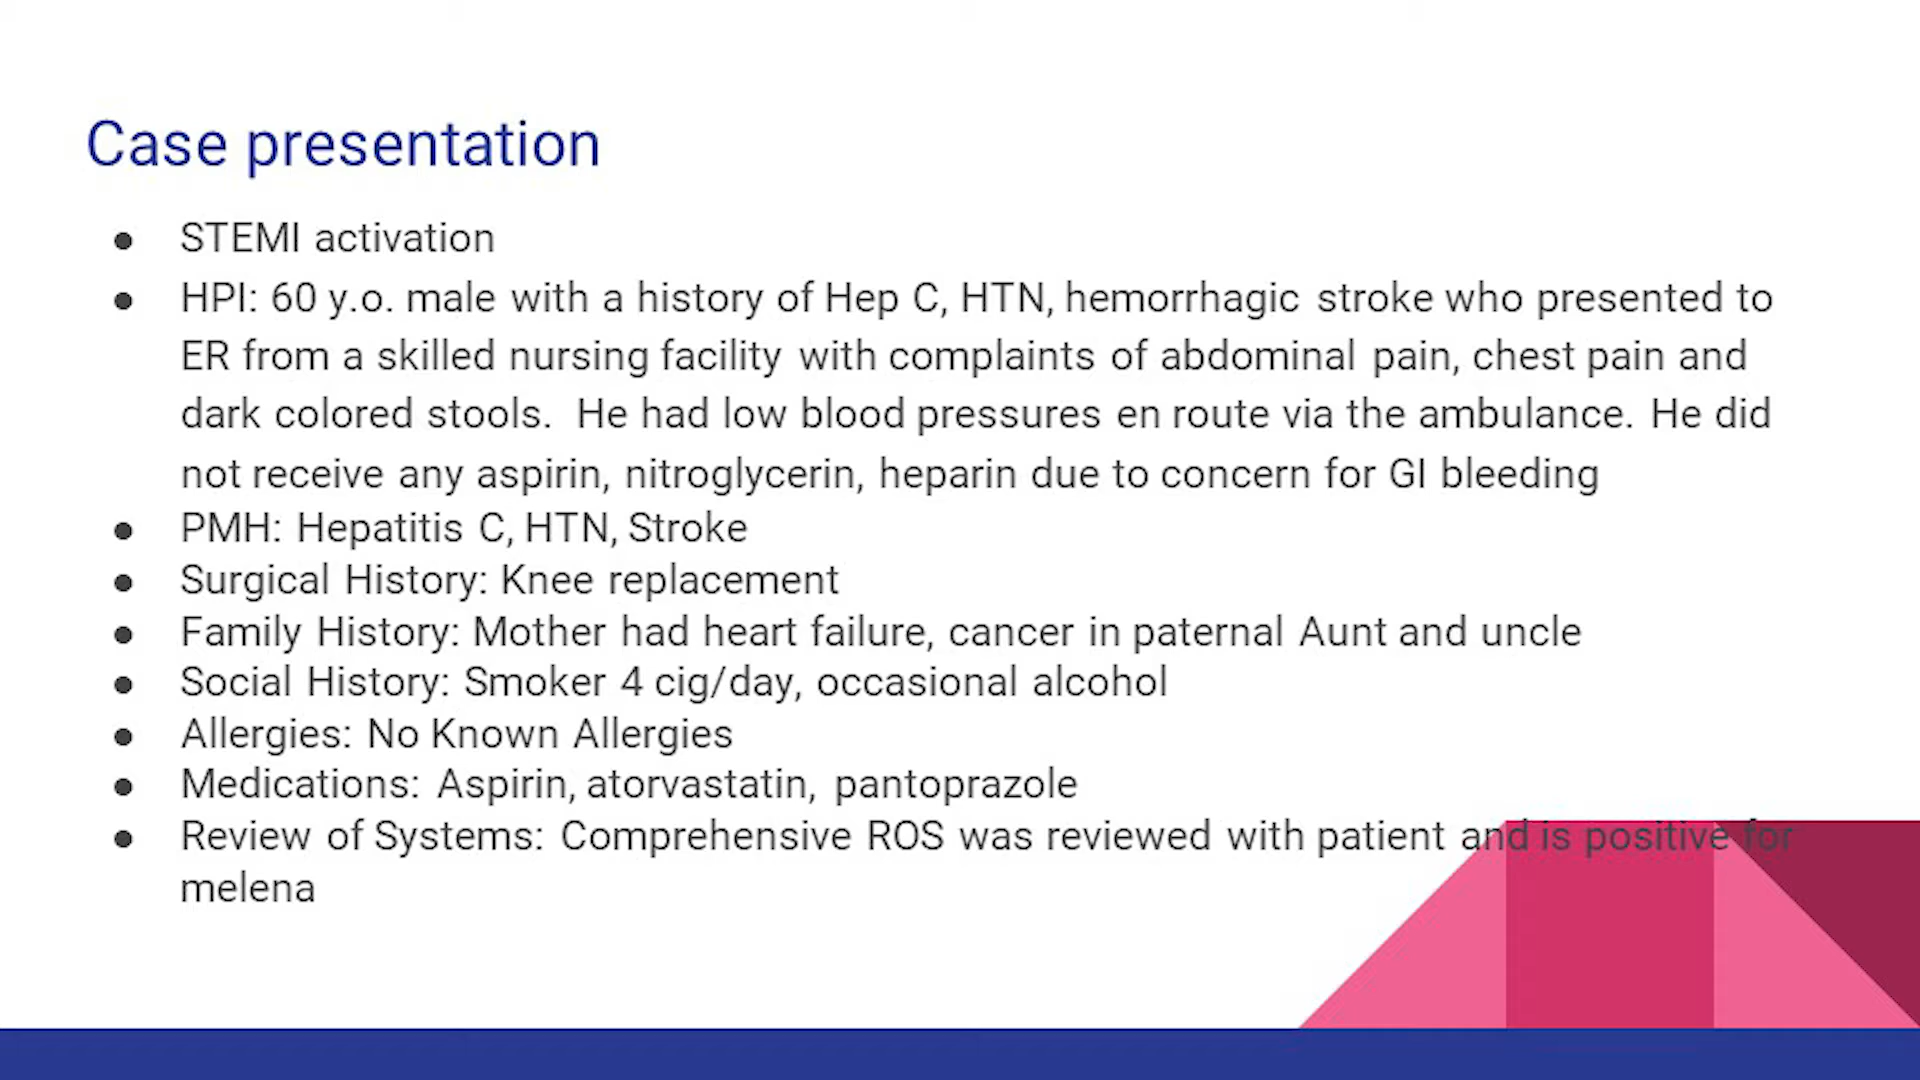 Case presentation
● STEMI activation
● HPI: 60 y.o. male with a history of Hep C, HTN, hemorrhagic stroke who presented to
ER from a skilled nursing facility with complaints of abdominal pain, chest pain and
dark colored stools. He had low blood pressures en route via the ambulance. He did
not receive any aspirin, nitroglycerin, heparin due to concern for GI bleeding
● PMH: Hepatitis C, HTN, Stroke
● Surgical History: Knee replacement
● Family History: Mother had heart failure, cancer in paternal Aunt and uncle
● Social History: Smoker 4 cig/day, occasional alcohol
● Allergies: No Known Allergies
● Medications: Aspirin, atorvastatin, pantoprazole
● Review of Systems: Comprehensive ROS was reviewed with patient and is positive for
melena